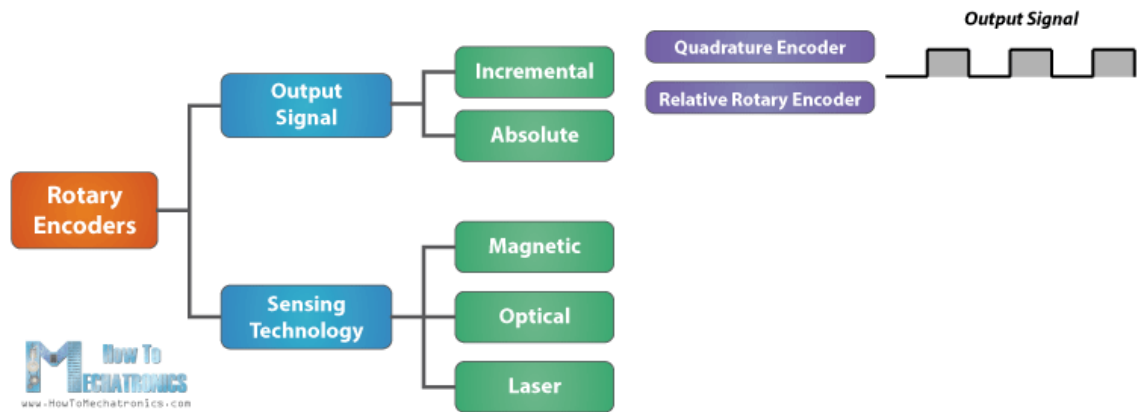 Output Signal
Quadrature Encoder
Incremental
Output
Signal
Relative Rotary Encoder
Absolute
Rotary
Encoders
Magnetic
Sensing
Technology
Optical
Laser
How To
MECHATRONICS
www.HowToMechatronics.com